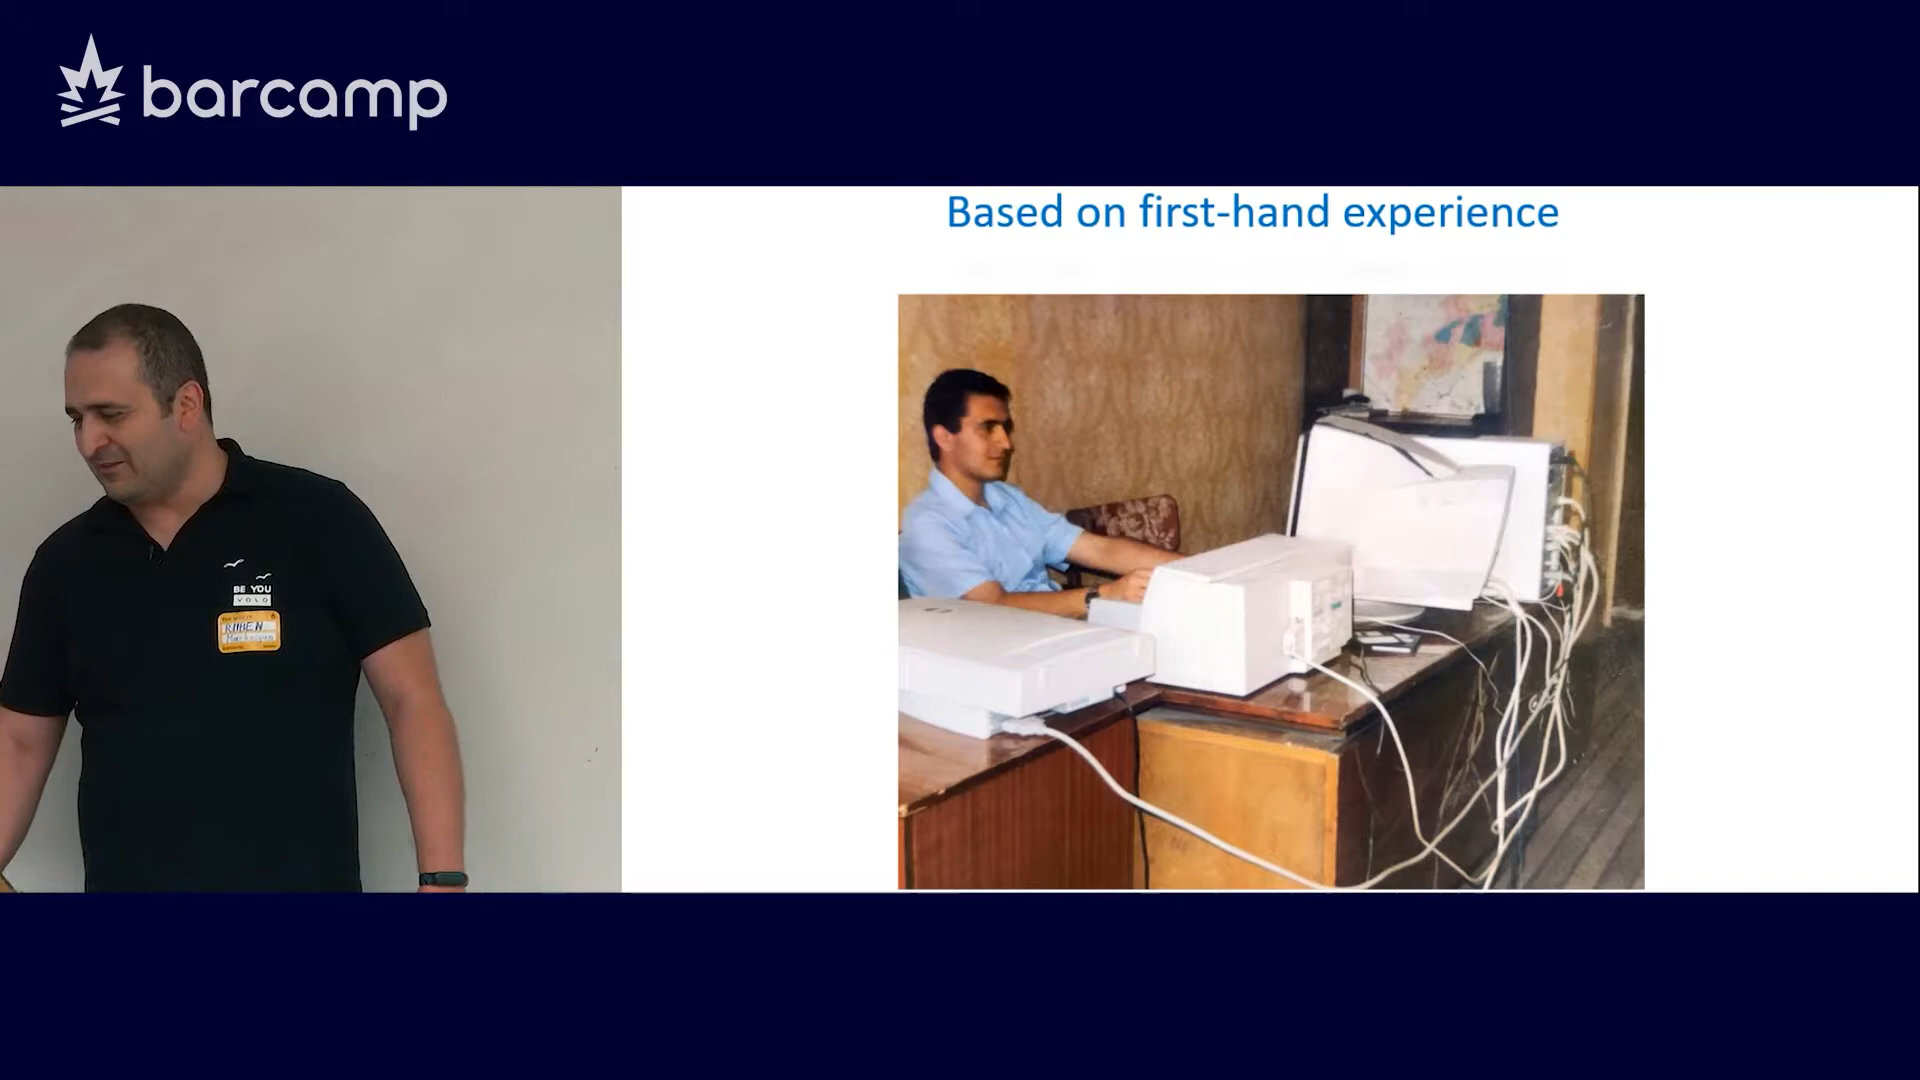 barcamp
Based on first-hand experience
BE YOU
VOLO
RUBEN